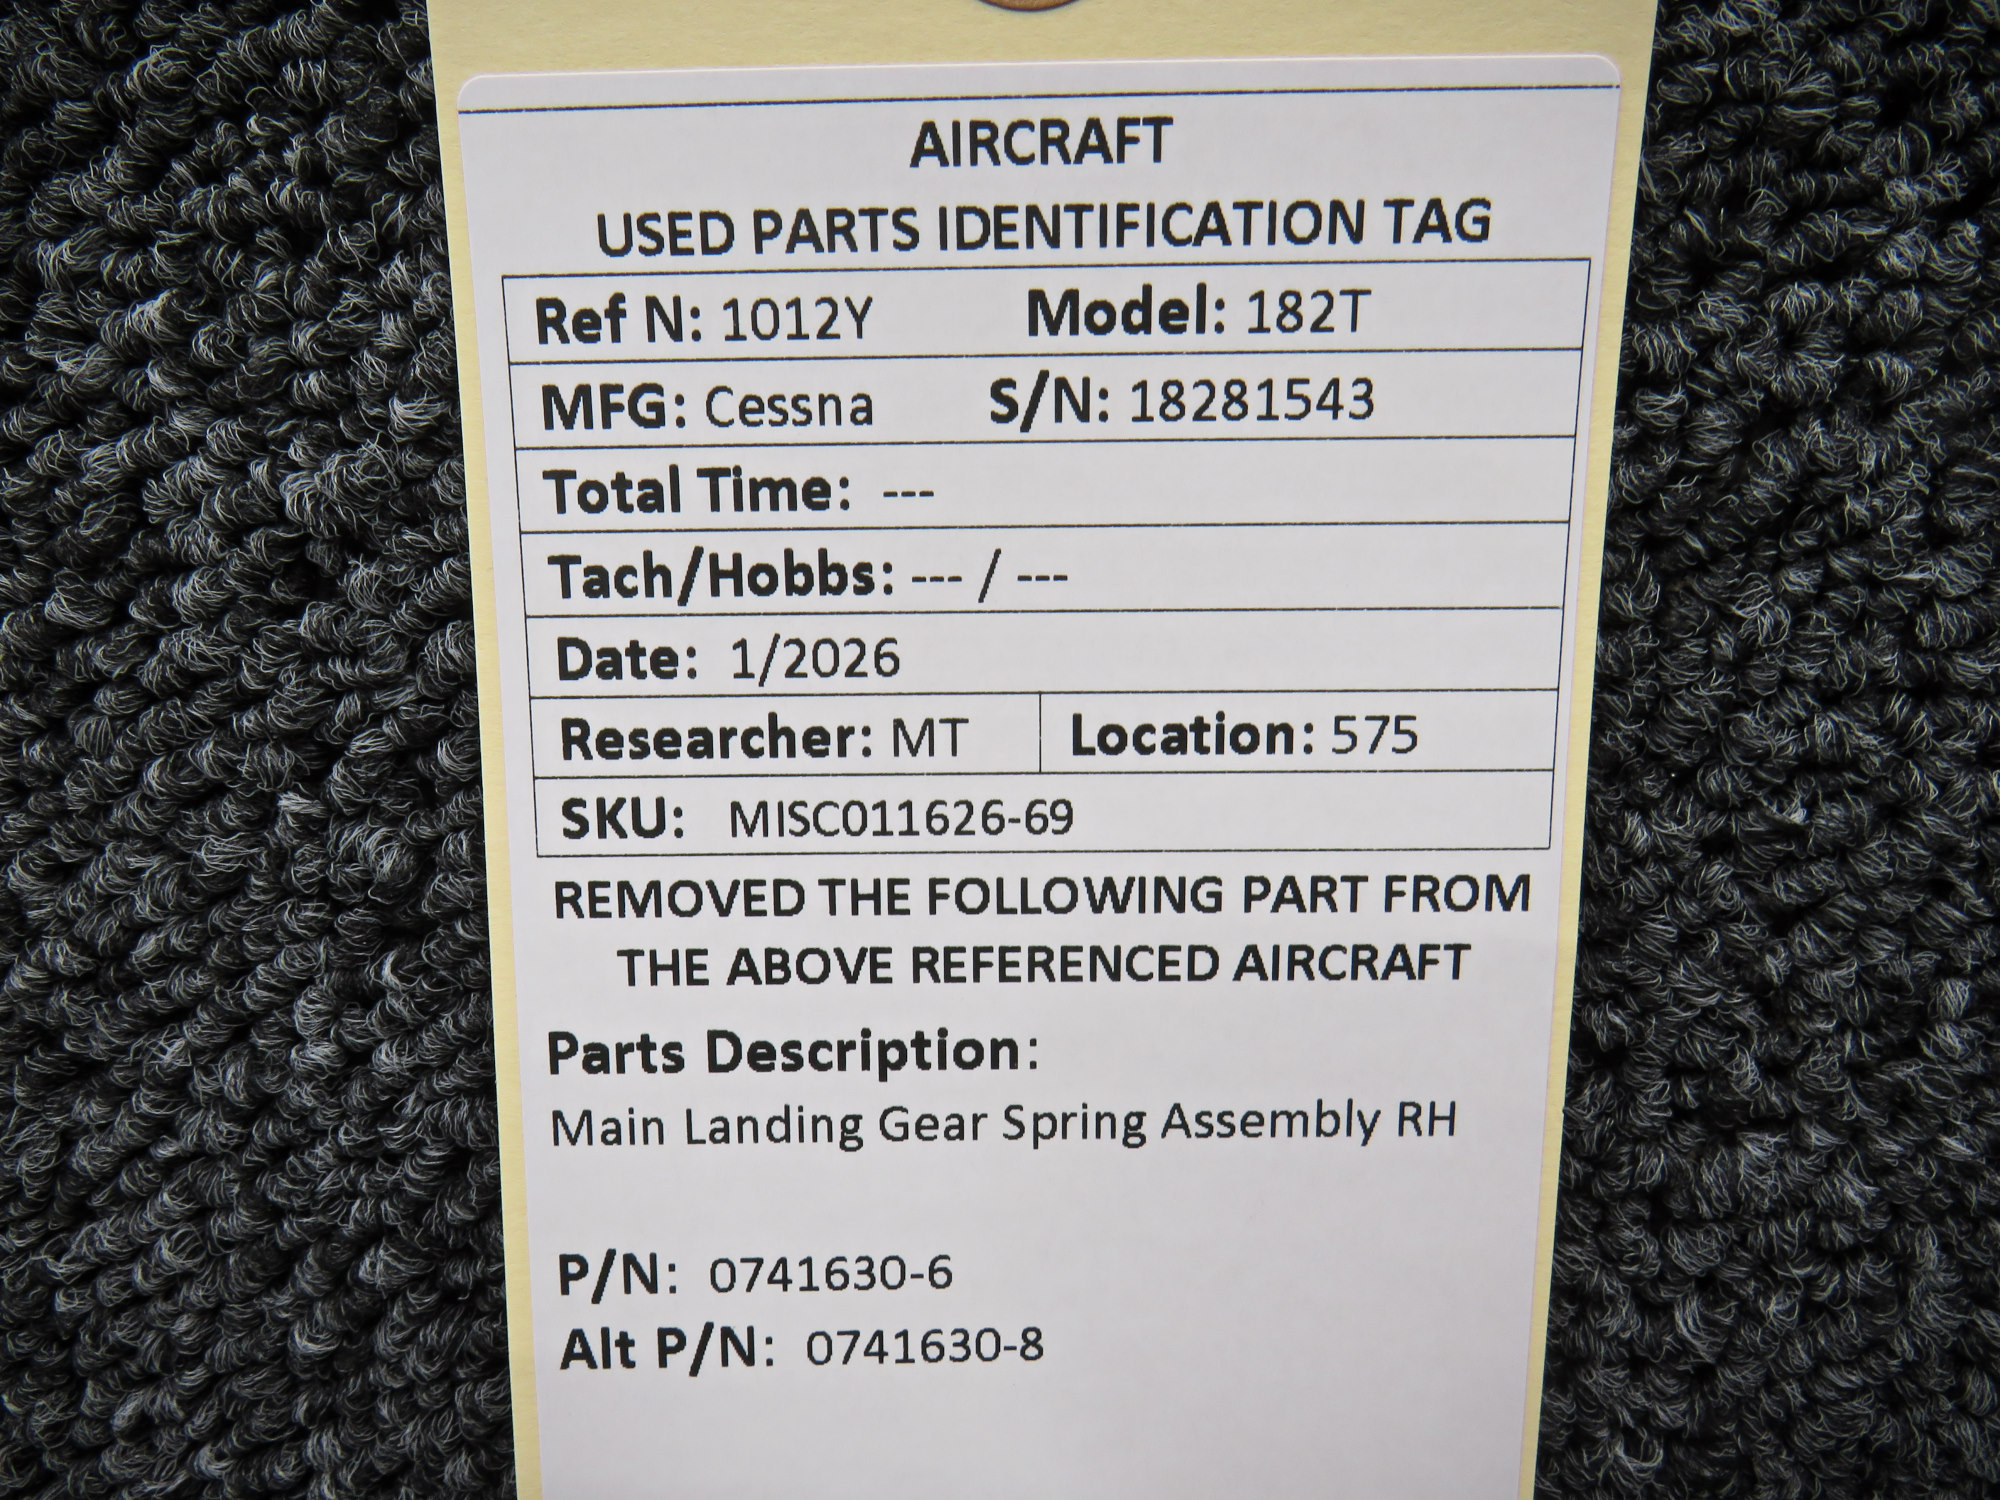 AIRCRAFT
USED PARTS IDENTIFICATION TAG
Ref N: 1012Y Model: 182T
MFG: Cessna S/N: 18281543
Total Time: ---
Tach/Hobbs: --- / ---
Date: 1/2026
Researcher: MT Location: 575
SKU: MISC011626-69
REMOVED THE FOLLOWING PART FROM
THE ABOVE REFERENCED AIRCRAFT
Parts Description:
Main Landing Gear Spring Assembly RH
P/N: 0741630-6
Alt P/N: 0741630-8